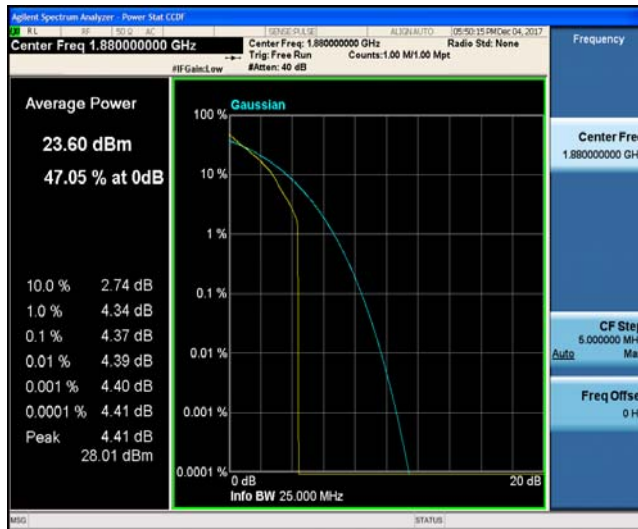 Agilent Spectrum Analyzer - Power Stat CCDF
RL RF 50 Ω AC SENSE:PULSE ALIGN AUTO 05:50:15 PM Dec 04, 2017
Center Freq 1.880000000 GHz
Center Freq: 1.880000000 GHz Radio Std: None
Trig: Free Run Counts:1.00 M/1.00 Mpt
#IFGain:Low #Atten: 40 dB
Frequency
Average Power
23.60 dBm
47.05 % at 0dB
10.0 % 2.74 dB
1.0 % 4.34 dB
0.1 % 4.37 dB
0.01 % 4.39 dB
0.001 % 4.40 dB
0.0001 % 4.41 dB
Peak 4.41 dB
28.01 dBm
Gaussian
100 %
10 %
1 %
0.1 %
0.01 %
0.001 %
0.0001 %
0 dB 20 dB
Info BW 25.000 MHz
Center Fre
1.880000000 GH
CF Ste
5.000000 MH
Auto Ma
Freq Offse
0 H
MSG STATUS